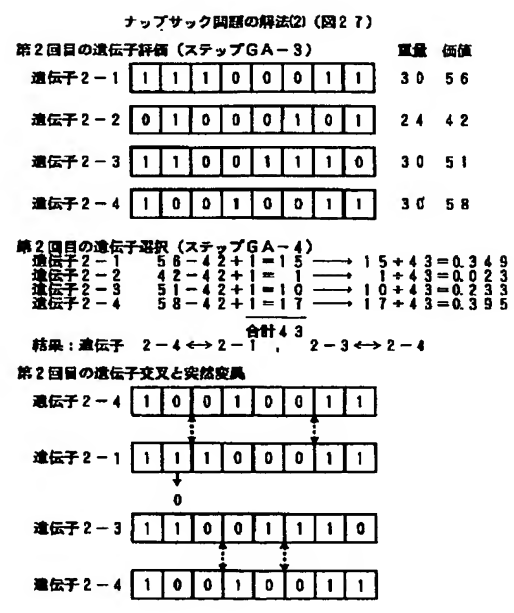 ナップサック問題の解法(2) (図27)
第2回目の遺伝子評価 (ステップGA-3) 重量 価値
遺伝子2-1 1 1 1 0 0 0 1 1 30 56
遺伝子2-2 0 1 0 0 0 1 0 1 24 42
遺伝子2-3 1 1 0 0 1 1 1 0 30 51
遺伝子2-4 1 0 0 1 0 0 1 1 30 58
第2回目の遺伝子選択 (ステップGA-4)
遺伝子2-1 56-42+1=15 → 15÷43=0.349
遺伝子2-2 42-42+1= 1 → 1÷43=0.023
遺伝子2-3 51-42+1=10 → 10÷43=0.233
遺伝子2-4 58-42+1=17 → 17÷43=0.395
合計43
結果:遺伝子 2-4↔2-1 , 2-3↔2-4
第2回目の遺伝子交叉と突然変異
遺伝子2-4 1 0 0 1 0 0 1 1
遺伝子2-1 1 1 1 0 0 0 1 1
0
遺伝子2-3 1 1 0 0 1 1 1 0
遺伝子2-4 1 0 0 1 0 0 1 1